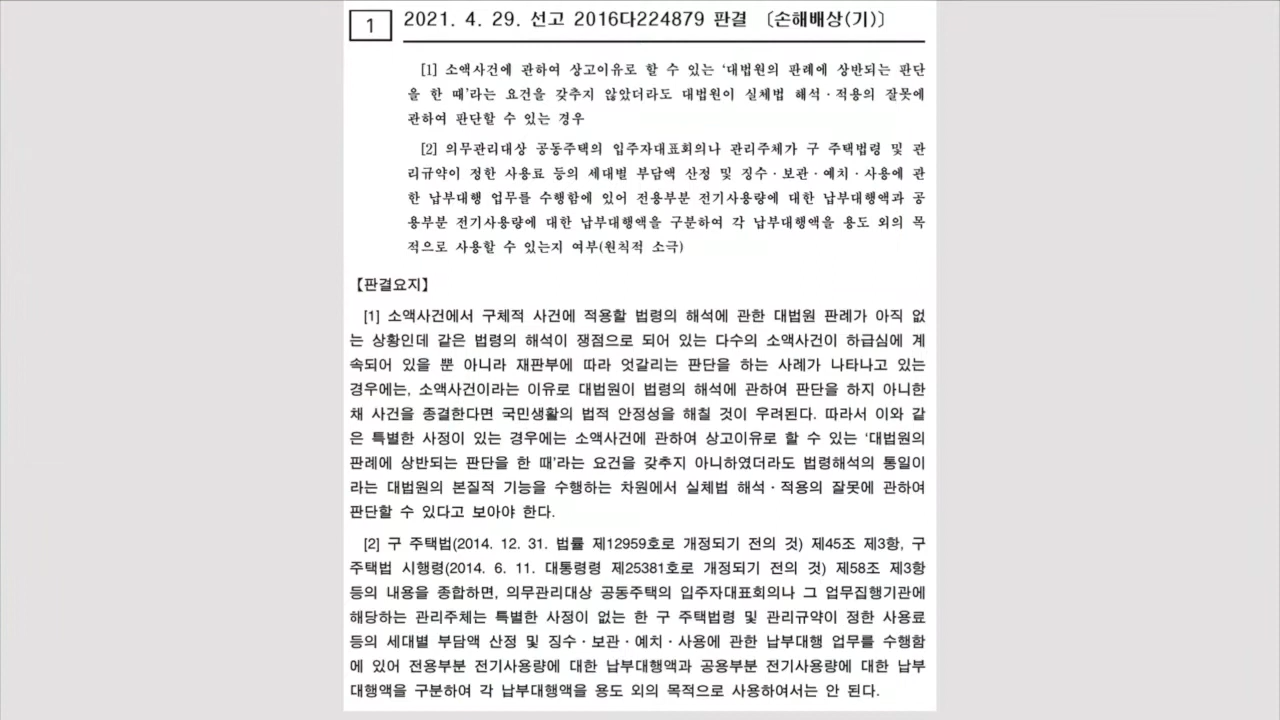 1
2021. 4. 29. 선고 2016다224879 판결 〔손해배상(기)〕
[1] 소액사건에 관하여 상고이유로 할 수 있는 ‘대법원의 판례에 상반되는 판단
을 한 때’라는 요건을 갖추지 않았더라도 대법원이 실체법 해석·적용의 잘못에
관하여 판단할 수 있는 경우
[2] 의무관리대상 공동주택의 입주자대표회의나 관리주체가 구 주택법령 및 관
리규약이 정한 사용료 등의 세대별 부담액 산정 및 징수·보관·예치·사용에 관
한 납부대행 업무를 수행함에 있어 전용부분 전기사용량에 대한 납부대행액과 공
용부분 전기사용량에 대한 납부대행액을 구분하여 각 납부대행액을 용도 외의 목
적으로 사용할 수 있는지 여부(원칙적 소극)
【판결요지】
[1] 소액사건에서 구체적 사건에 적용할 법령의 해석에 관한 대법원 판례가 아직 없
는 상황인데 같은 법령의 해석이 쟁점으로 되어 있는 다수의 소액사건이 하급심에 계
속되어 있을 뿐 아니라 재판부에 따라 엇갈리는 판단을 하는 사례가 나타나고 있는
경우에는, 소액사건이라는 이유로 대법원이 법령의 해석에 관하여 판단을 하지 아니한
채 사건을 종결한다면 국민생활의 법적 안정성을 해칠 것이 우려된다. 따라서 이와 같
은 특별한 사정이 있는 경우에는 소액사건에 관하여 상고이유로 할 수 있는 ‘대법원의
판례에 상반되는 판단을 한 때’라는 요건을 갖추지 아니하였더라도 법령해석의 통일이
라는 대법원의 본질적 기능을 수행하는 차원에서 실체법 해석·적용의 잘못에 관하여
판단할 수 있다고 보아야 한다.
[2] 구 주택법(2014. 12. 31. 법률 제12959호로 개정되기 전의 것) 제45조 제3항, 구
주택법 시행령(2014. 6. 11. 대통령령 제25381호로 개정되기 전의 것) 제58조 제3항
등의 내용을 종합하면, 의무관리대상 공동주택의 입주자대표회의나 그 업무집행기관에
해당하는 관리주체는 특별한 사정이 없는 한 구 주택법령 및 관리규약이 정한 사용료
등의 세대별 부담액 산정 및 징수·보관·예치·사용에 관한 납부대행 업무를 수행함
에 있어 전용부분 전기사용량에 대한 납부대행액과 공용부분 전기사용량에 대한 납부
대행액을 구분하여 각 납부대행액을 용도 외의 목적으로 사용하여서는 안 된다.